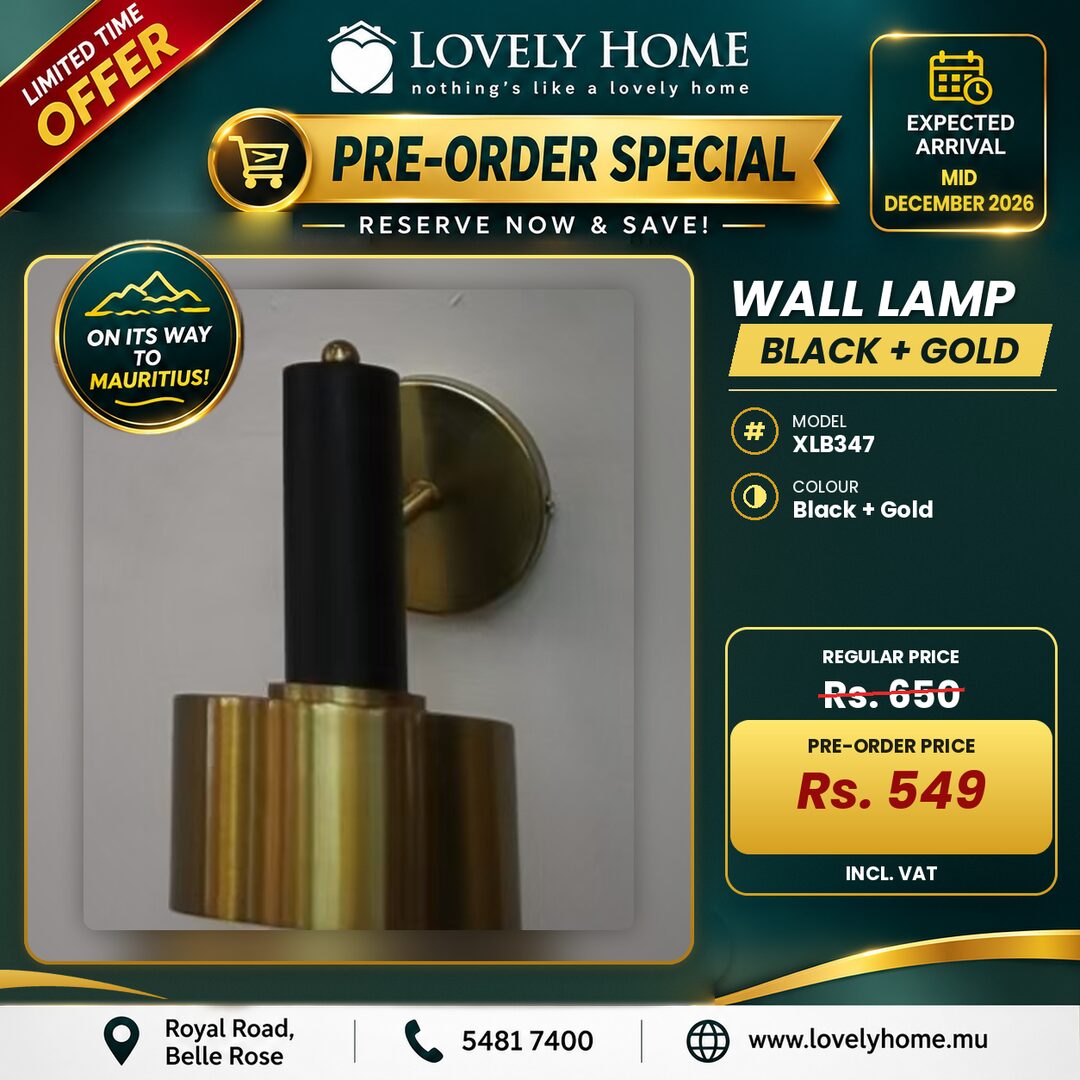 LIMITED TIME
OFFER
LOVELY HOME
nothing's like a lovely home
PRE-ORDER SPECIAL
RESERVE NOW & SAVE!
EXPECTED
ARRIVAL
MID
DECEMBER 2026
ON ITS WAY
TO
MAURITIUS!
WALL LAMP
BLACK + GOLD
#
MODEL
XLB347
COLOUR
Black + Gold
REGULAR PRICE
Rs. 650
PRE-ORDER PRICE
Rs. 549
INCL. VAT
Royal Road,
Belle Rose
5481 7400
www.lovelyhome.mu